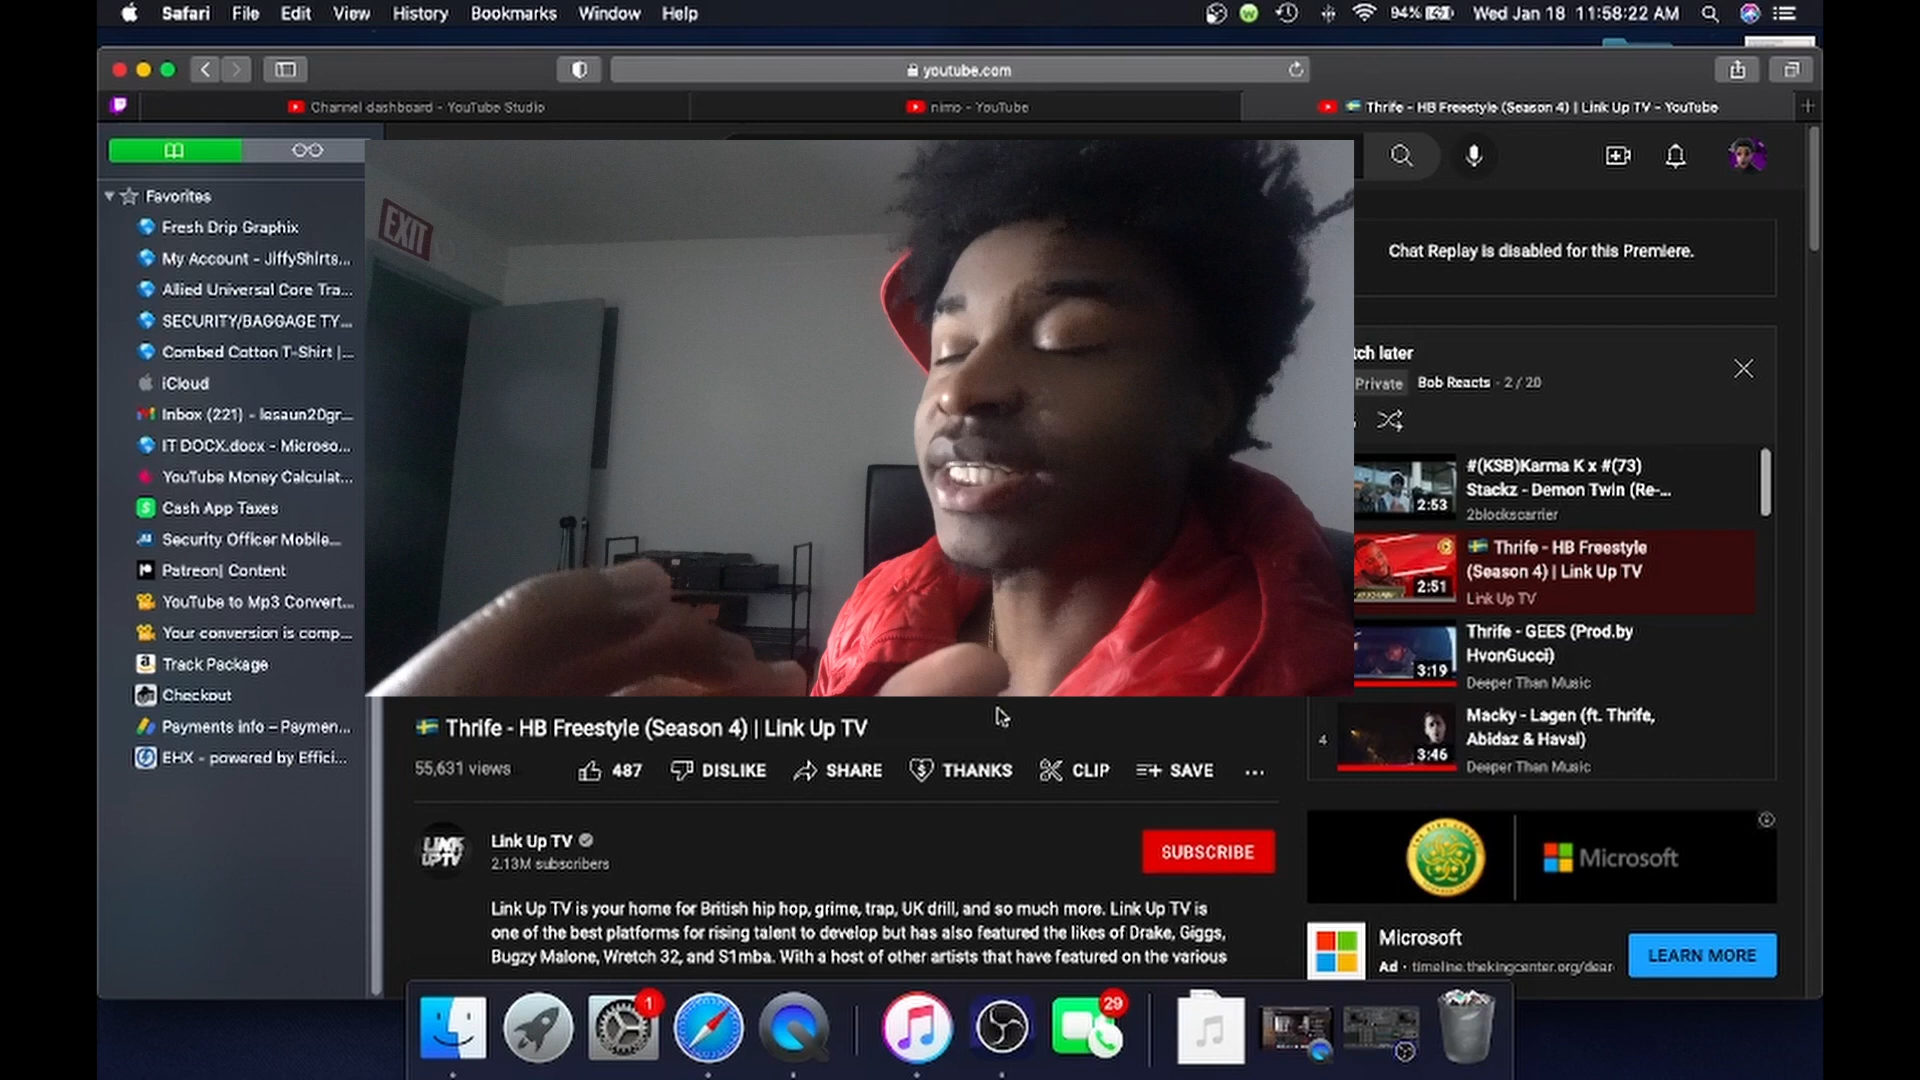 Safari File Edit View History Bookmarks Window Help
94% Wed Jan 18 11:58:22 AM
youtube.com
Channel dashboard - YouTube Studio
nimo - YouTube
🇸🇪 Thrife - HB Freestyle (Season 4) | Link Up TV - YouTube
Favorites
Fresh Drip Graphix
My Account - JiffyShirts...
Allied Universal Core Tra...
SECURITY/BAGGAGE TY...
Combed Cotton T-Shirt |...
iCloud
Inbox (221) - lesaun20gr...
IT DOCX.docx - Microso...
YouTube Money Calculat...
Cash App Taxes
Security Officer Mobile...
Patreon| Content
YouTube to Mp3 Convert...
Your conversion is comp...
Track Package
Checkout
Payments info – Paymen...
EHX - powered by Effici...
EXIT
Chat Replay is disabled for this Premiere.
tch later
Private Bob Reacts - 2 / 20
#(KSB)Karma K x #(73)
Stackz - Demon Twin (Re-...
2blockscarrier
2:53
🇸🇪 Thrife - HB Freestyle
(Season 4) | Link Up TV
Link Up TV
2:51
Thrife - GEES (Prod.by
HvonGucci)
Deeper Than Music
3:19
4
Macky - Lagen (ft. Thrife,
Abidaz & Haval)
Deeper Than Music
3:46
🇸🇪 Thrife - HB Freestyle (Season 4) | Link Up TV
55,631 views
487 DISLIKE SHARE THANKS CLIP SAVE ...
LINK
UPTV
Link Up TV
2.13M subscribers
SUBSCRIBE
Link Up TV is your home for British hip hop, grime, trap, UK drill, and so much more. Link Up TV is
one of the best platforms for rising talent to develop but has also featured the likes of Drake, Giggs,
Bugzy Malone, Wretch 32, and S1mba. With a host of other artists that have featured on the various
Microsoft
Microsoft
Ad · timeline.thekingcenter.org/dear
LEARN MORE
1
29